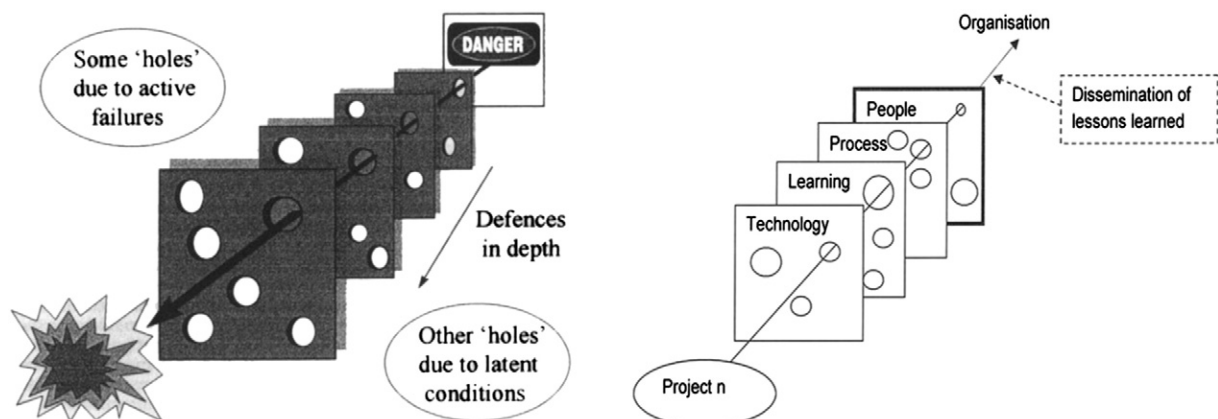 Some ‘holes’
due to active
failures
DANGER
Defences
in depth
Other ‘holes’
due to latent
conditions
Organisation
Dissemination of
lessons learned
People
Process
Learning
Technology
Project n